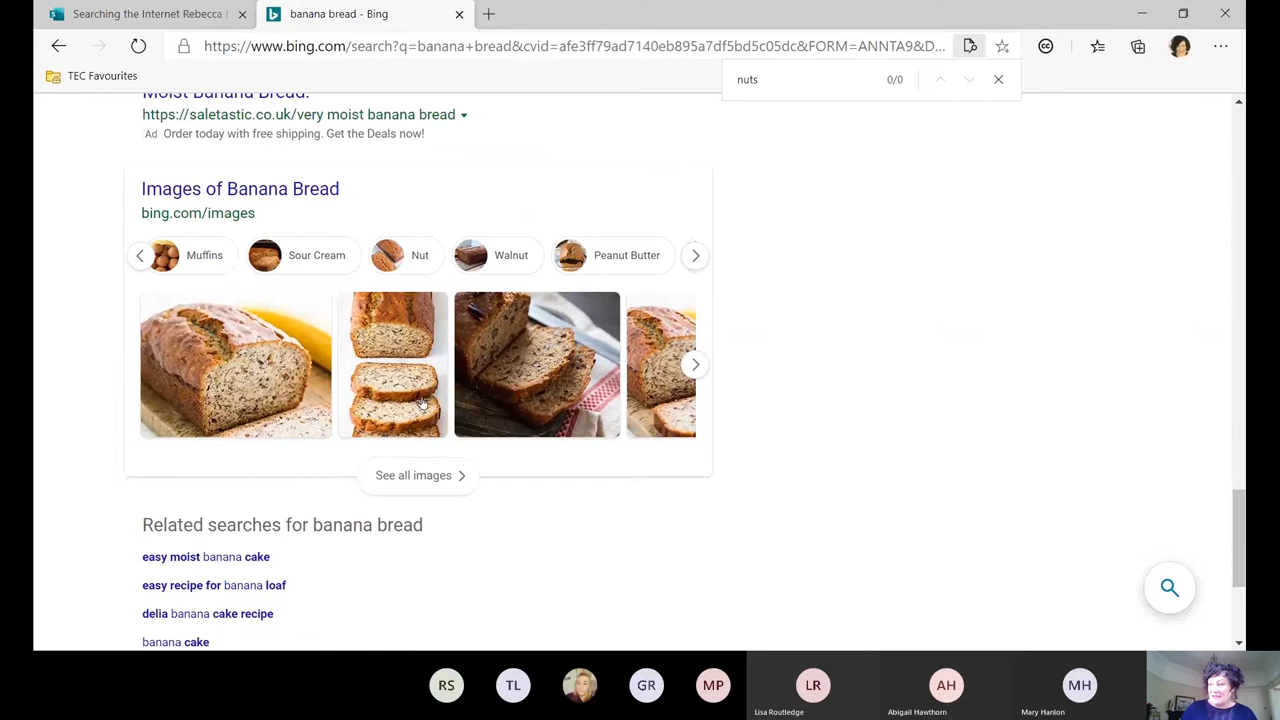 Searching the Internet Rebecca
banana bread - Bing
https://www.bing.com/search?q=banana+bread&cvid=afe3ff79ad7140eb895a7df5bd5c05dc&FORM=ANNTA9&D...
TEC Favourites
nuts 0/0
Moist Banana Bread.
https://saletastic.co.uk/very moist banana bread
Ad Order today with free shipping. Get the Deals now!
Images of Banana Bread
bing.com/images
Muffins
Sour Cream
Nut
Walnut
Peanut Butter
See all images
Related searches for banana bread
easy moist banana cake
easy recipe for banana loaf
delia banana cake recipe
banana cake
RS
TL
GR
MP
LR
AH
MH
Lisa Routledge
Abigail Hawthorn
Mary Hanlon